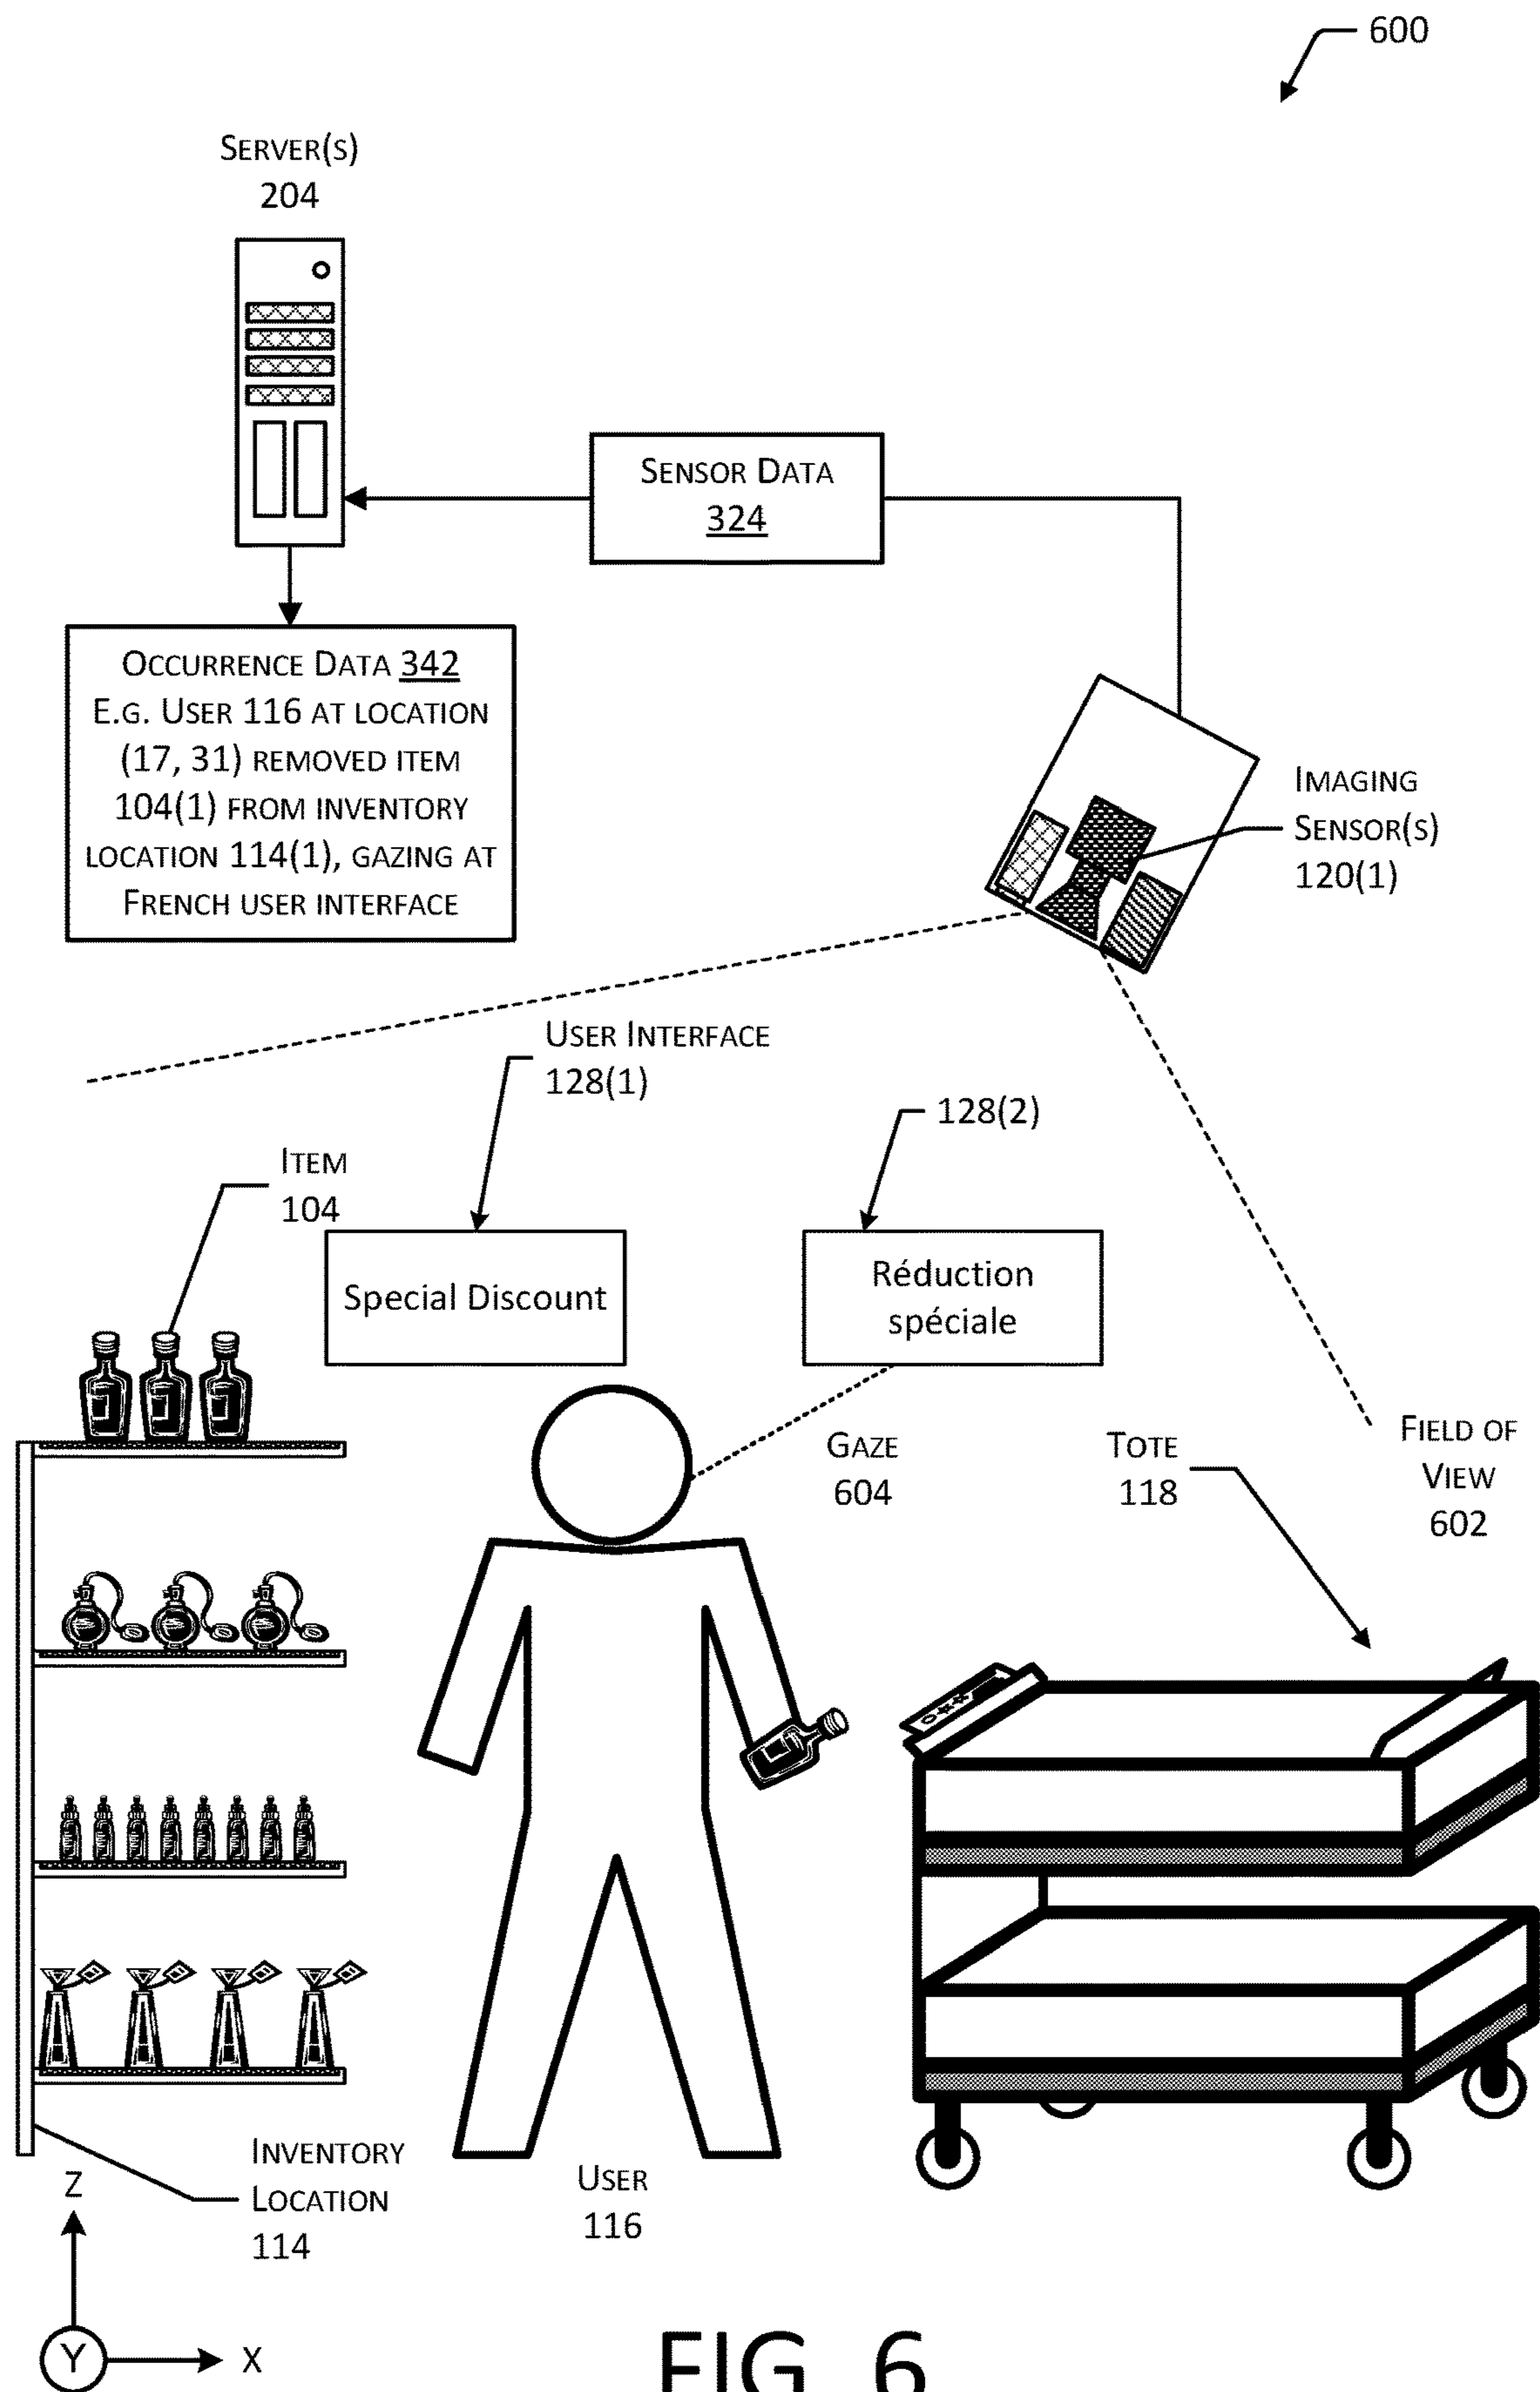 600
SERVER(S)
204
SENSOR DATA
324
OCCURRENCE DATA 342
E.G. USER 116 AT LOCATION
(17, 31) REMOVED ITEM
104(1) FROM INVENTORY
LOCATION 114(1), GAZING AT
FRENCH USER INTERFACE
IMAGING
SENSOR(S)
120(1)
USER INTERFACE
128(1)
128(2)
ITEM
104
Special Discount
Réduction
spéciale
GAZE
604
TOTE
118
FIELD OF
VIEW
602
INVENTORY
LOCATION
114
USER
116
Z
Y
X
FIG. 6